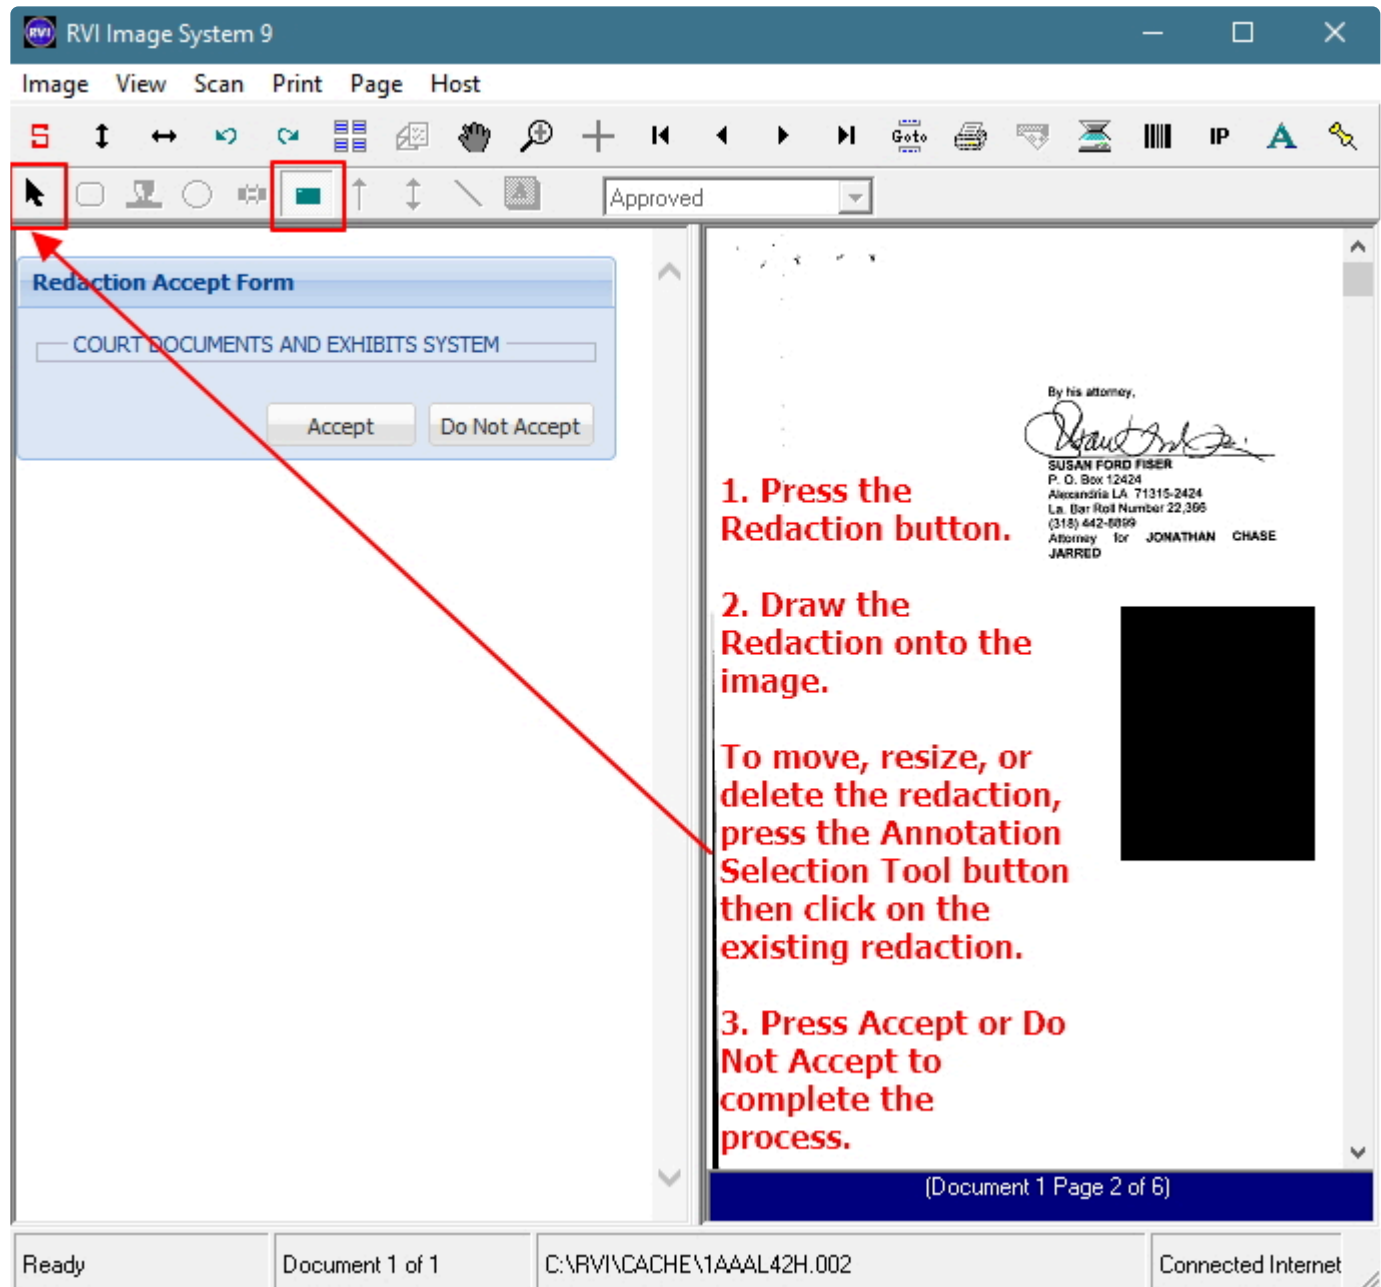 RVI RVI Image System 9
Image View Scan Print Page Host
S Goto IP A
Approved
Redaction Accept Form
COURT DOCUMENTS AND EXHIBITS SYSTEM
Accept Do Not Accept
By his attorney,
SUSAN FORD FISER
P. O. Box 12424
Alexandria LA 71315-2424
La. Bar Roll Number 22,366
(318) 442-8899
Attorney for JONATHAN CHASE
JARRED
1. Press the
Redaction button.
2. Draw the
Redaction onto the
image.
To move, resize, or
delete the redaction,
press the Annotation
Selection Tool button
then click on the
existing redaction.
3. Press Accept or Do
Not Accept to
complete the
process.
(Document 1 Page 2 of 6)
Ready
Document 1 of 1
C:\RVI\CACHE\1AAAL42H.002
Connected Internet